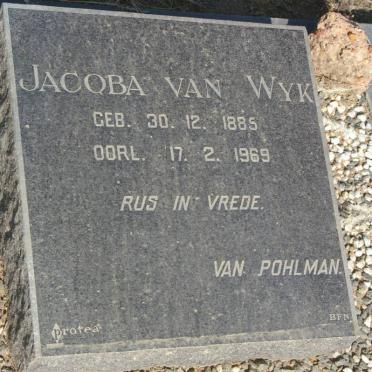 JACOBA VAN WYK
GEB. 30. 12. 1885
OORL. 17. 2. 1969
RUS IN VREDE.
VAN POHLMAN.
protea
BFN